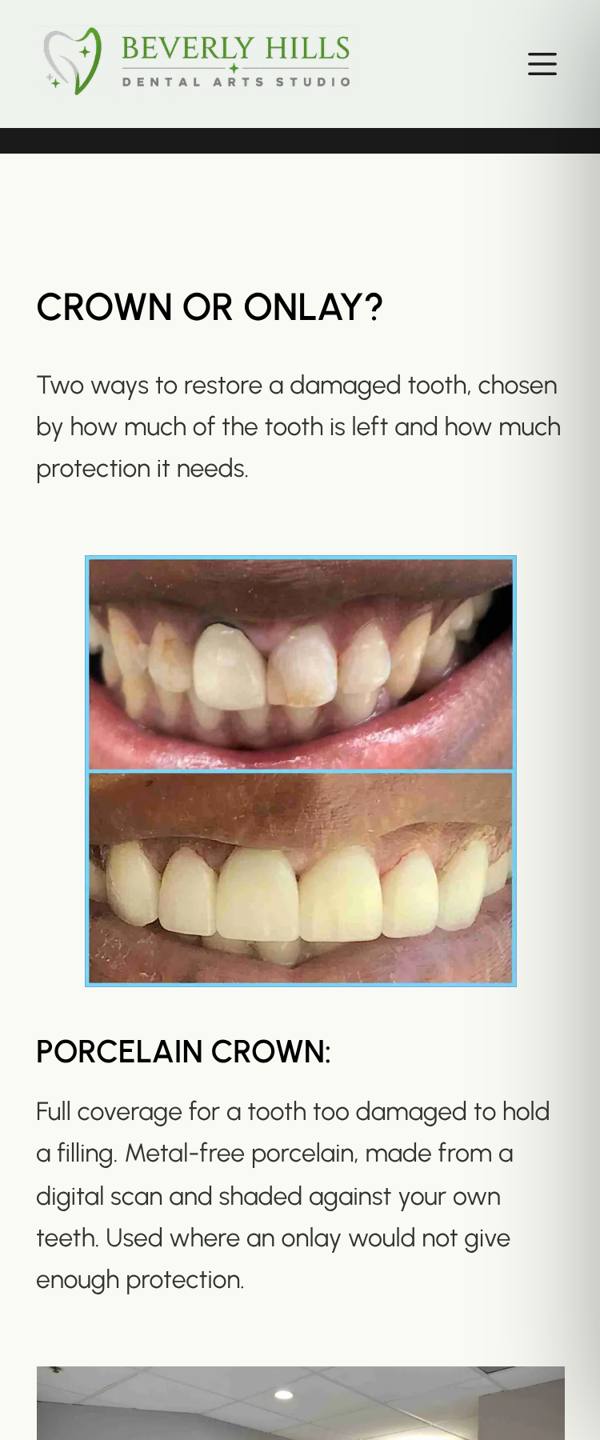 BEVERLY HILLS
DENTAL ARTS STUDIO
CROWN OR ONLAY?
Two ways to restore a damaged tooth, chosen
by how much of the tooth is left and how much
protection it needs.
PORCELAIN CROWN:
Full coverage for a tooth too damaged to hold
a filling. Metal-free porcelain, made from a
digital scan and shaded against your own
teeth. Used where an onlay would not give
enough protection.